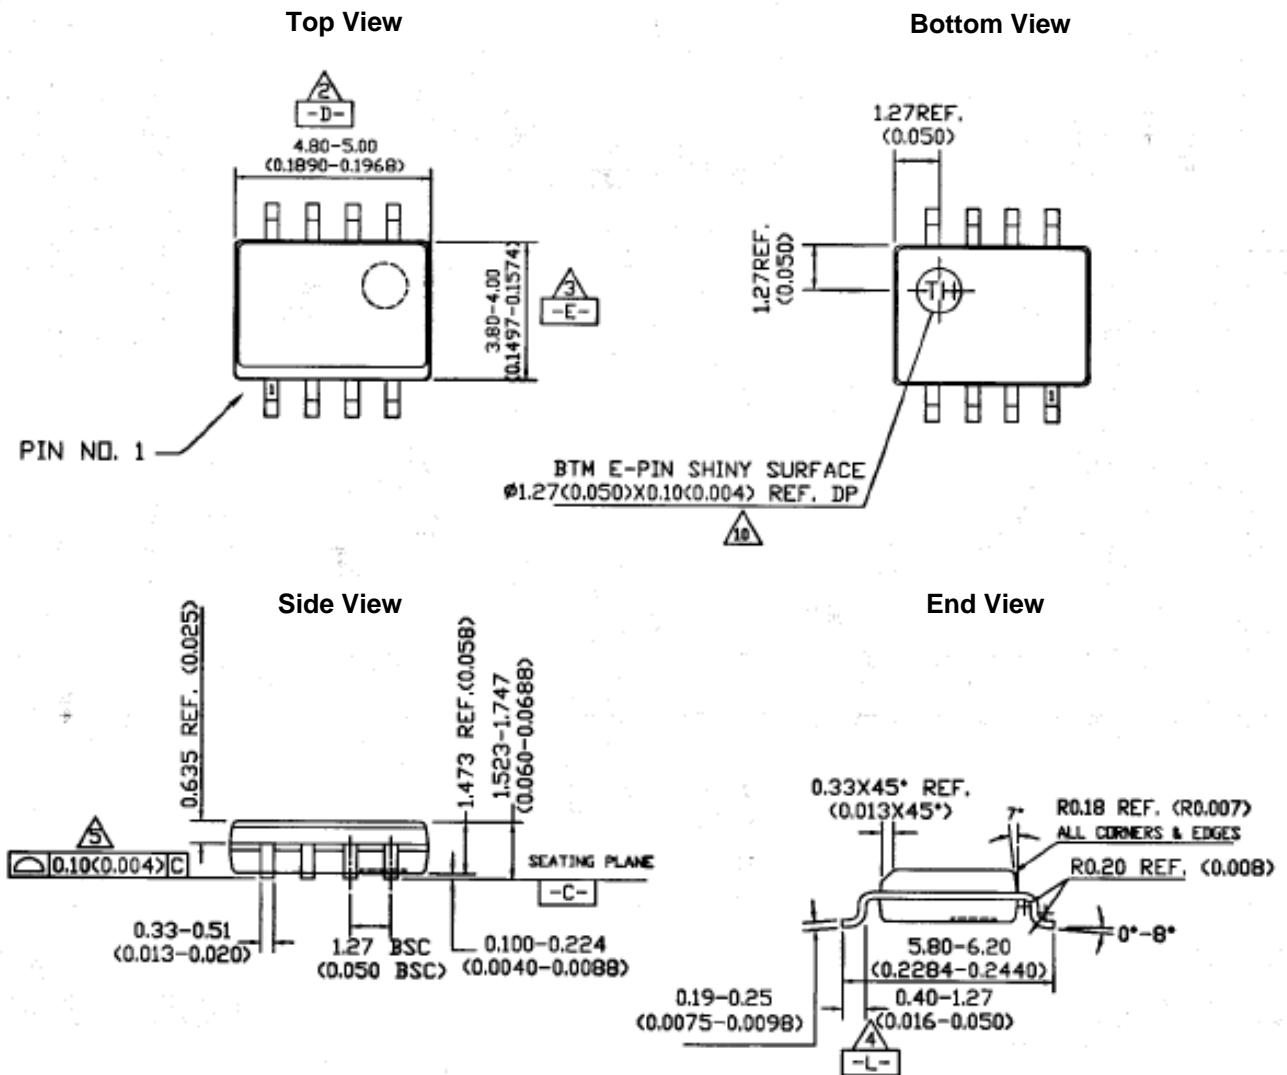 Top View
Bottom View
2
-D-
4.80-5.00
(0.1890-0.1968)
3.80-4.00
(0.1497-0.1574)
3
-E-
1
PIN NO. 1
1.27REF.
(0.050)
1.27REF.
(0.050)
TH
1
BTM E-PIN SHINY SURFACE
ø1.27(0.050)X0.10(0.004) REF. DP
10
Side View
End View
0.635 REF. (0.025)
1.473 REF.(0.058)
1.523-1.747
(0.060-0.0688)
5
0.10(0.004) C
SEATING PLANE
-C-
0.33-0.51
(0.013-0.020)
1.27 BSC
(0.050 BSC)
0.100-0.224
(0.0040-0.0088)
0.33X45° REF.
(0.013X45°)
7°
R0.18 REF. (R0.007)
ALL CORNERS & EDGES
R0.20 REF. (0.008)
0°-8°
5.80-6.20
(0.2284-0.2440)
0.19-0.25
(0.0075-0.0098)
0.40-1.27
(0.016-0.050)
4
-L-